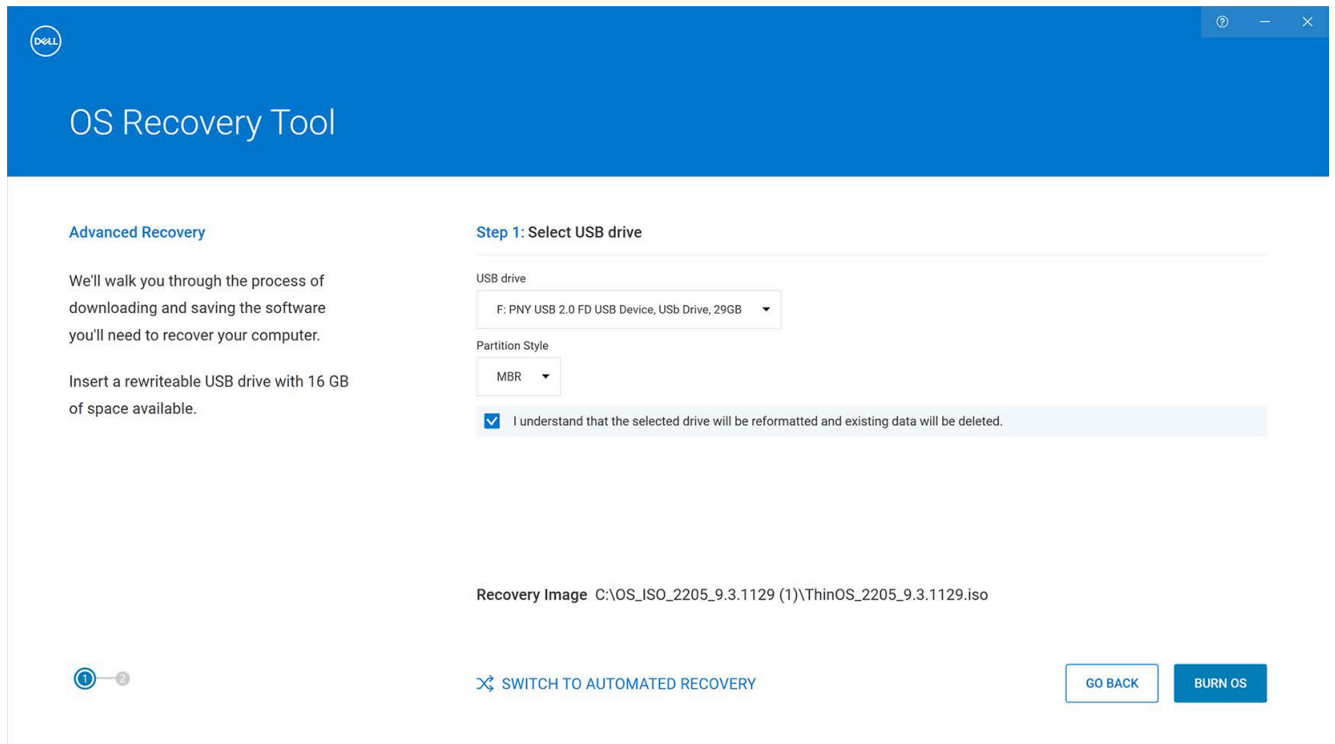 DELL
OS Recovery Tool
Advanced Recovery
We'll walk you through the process of
downloading and saving the software
you'll need to recover your computer.
Insert a rewriteable USB drive with 16 GB
of space available.
Step 1: Select USB drive
USB drive
F: PNY USB 2.0 FD USB Device, USb Drive, 29GB
Partition Style
MBR
I understand that the selected drive will be reformatted and existing data will be deleted.
Recovery Image C:\OS_ISO_2205_9.3.1129 (1)\ThinOS_2205_9.3.1129.iso
1 2
SWITCH TO AUTOMATED RECOVERY
GO BACK
BURN OS